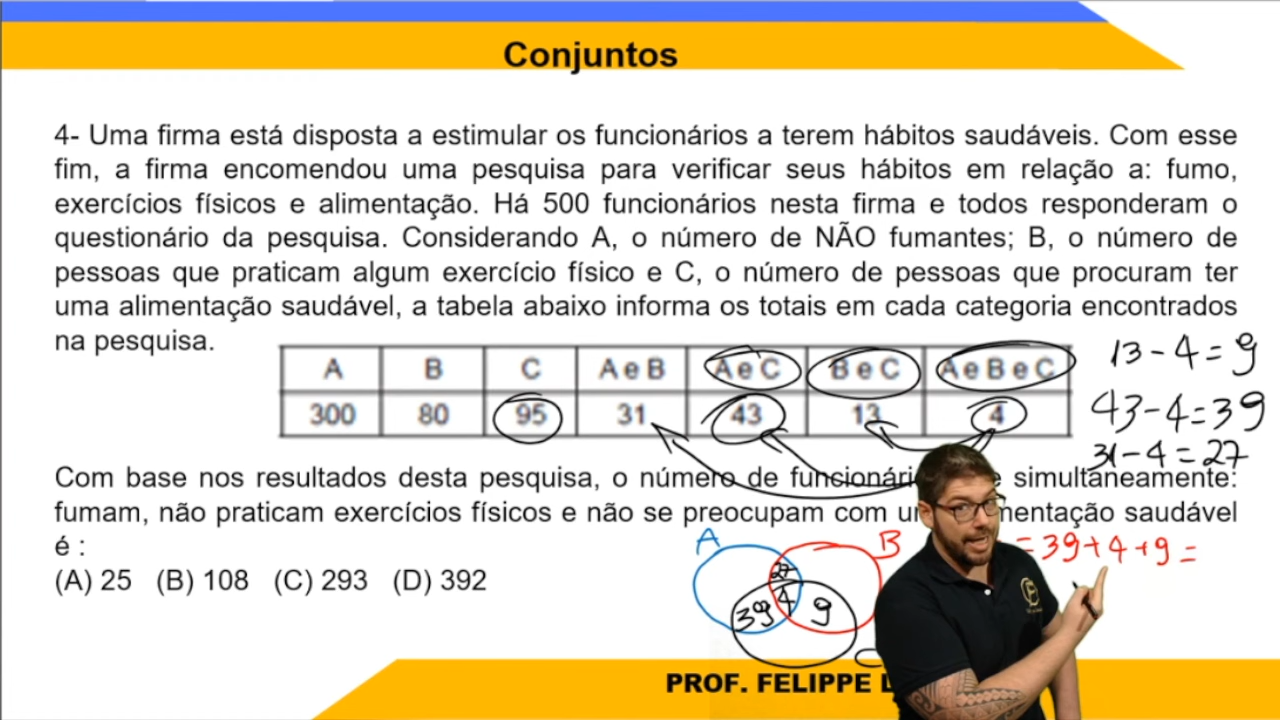 Conjuntos
4- Uma firma está disposta a estimular os funcionários a terem hábitos saudáveis. Com esse
fim, a firma encomendou uma pesquisa para verificar seus hábitos em relação a: fumo,
exercícios físicos e alimentação. Há 500 funcionários nesta firma e todos responderam o
questionário da pesquisa. Considerando A, o número de NÃO fumantes; B, o número de
pessoas que praticam algum exercício físico e C, o número de pessoas que procuram ter
uma alimentação saudável, a tabela abaixo informa os totais em cada categoria encontrados
na pesquisa.
A B C A e B A e C B e C A e B e C
300 80 95 31 43 13 4
13 - 4 = 9
43 - 4 = 39
31 - 4 = 27
Com base nos resultados desta pesquisa, o número de simultaneamente:
fumam, não praticam exercícios físicos e não se preocupam com saudável
é :
(A) 25 (B) 108 (C) 293 (D) 392
A B
27
4
39 9
= 39 + 4 + 9 =
PROF. FELIPPE